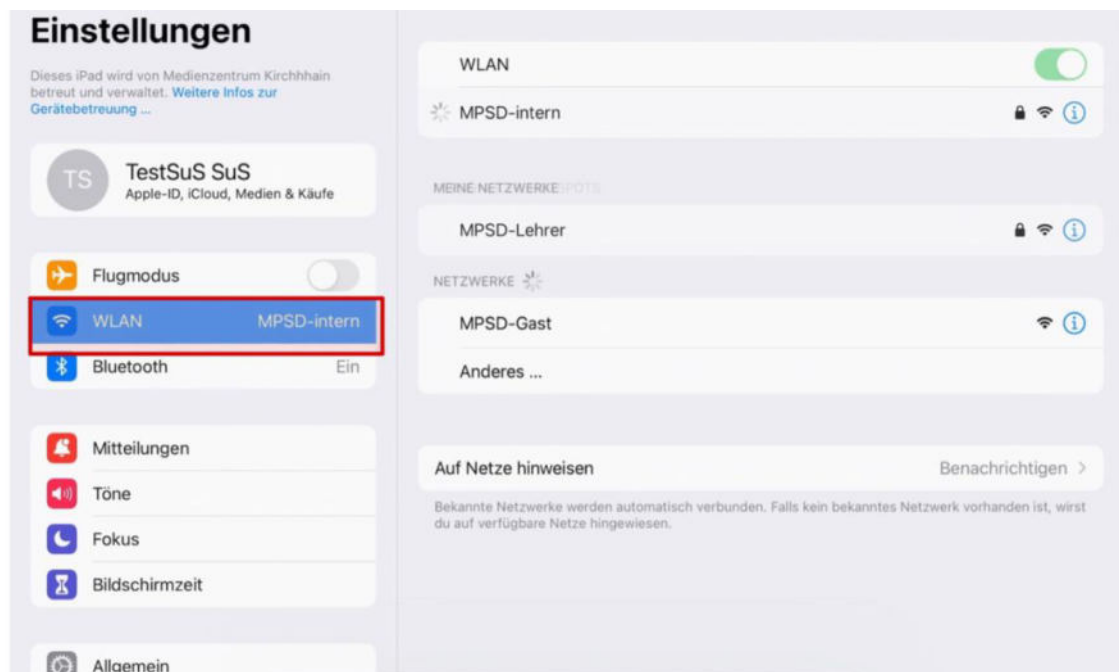 Einstellungen
Dieses iPad wird von Medienzentrum Kirchhhain
betreut und verwaltet. Weitere Infos zur
Gerätebetreuung ...
TS
TestSuS SuS
Apple-ID, iCloud, Medien & Käufe
Flugmodus
WLAN MPSD-intern
Bluetooth Ein
Mitteilungen
Töne
Fokus
Bildschirmzeit
Allgemein
WLAN
MPSD-intern
MEINE NETZWERKE
MPSD-Lehrer
NETZWERKE
MPSD-Gast
Anderes ...
Auf Netze hinweisen Benachrichtigen >
Bekannte Netzwerke werden automatisch verbunden. Falls kein bekanntes Netzwerk vorhanden ist, wirst
du auf verfügbare Netze hingewiesen.